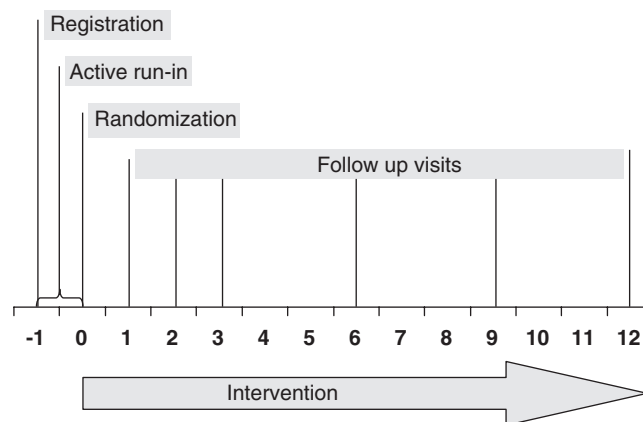 Registration
Active run-in
Randomization
Follow up visits
-1 0 1 2 3 4 5 6 7 8 9 10 11 12
Intervention